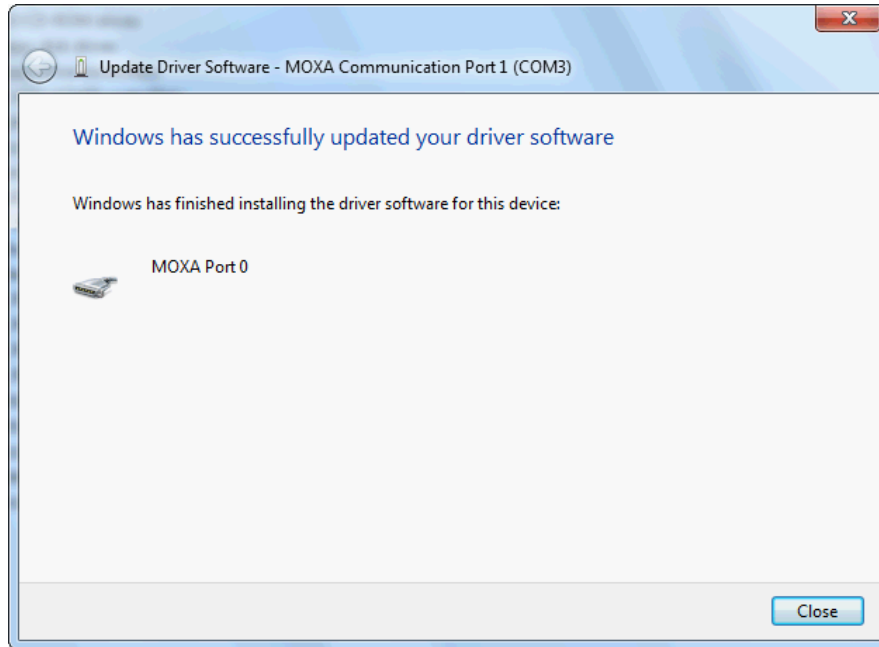 Update Driver Software - MOXA Communication Port 1 (COM3)
Windows has successfully updated your driver software
Windows has finished installing the driver software for this device:
MOXA Port 0
Close